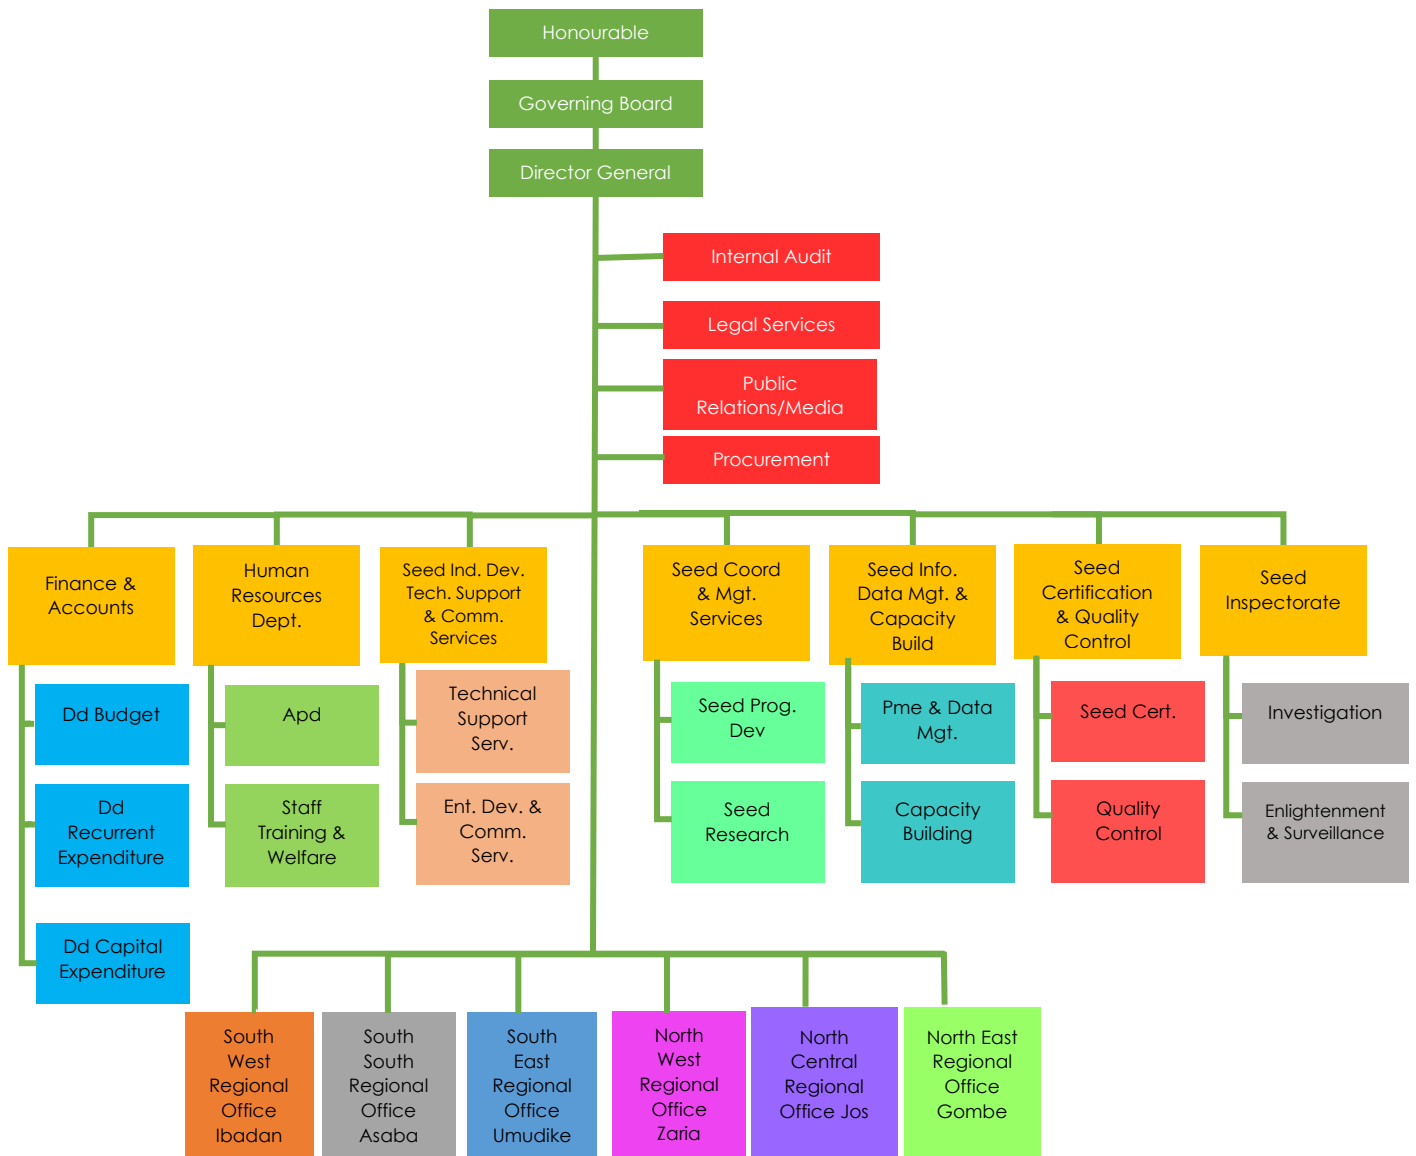 Honourable
Governing Board
Director General
Internal Audit
Legal Services
Public
Relations/Media
Procurement
Finance &
Accounts
Human
Resources
Dept.
Seed Ind. Dev.
Tech. Support
& Comm.
Services
Seed Coord
& Mgt.
Services
Seed Info.
Data Mgt. &
Capacity
Build
Seed
Certification
& Quality
Control
Seed
Inspectorate
Dd Budget
Apd
Technical
Support
Serv.
Seed Prog.
Dev
Pme & Data
Mgt.
Seed Cert.
Investigation
Dd
Recurrent
Expenditure
Staff
Training &
Welfare
Ent. Dev. &
Comm.
Serv.
Seed
Research
Capacity
Building
Quality
Control
Enlightenment
& Surveillance
Dd Capital
Expenditure
South
West
Regional
Office
Ibadan
South
South
Regional
Office
Asaba
South
East
Regional
Office
Umudike
North
West
Regional
Office
Zaria
North
Central
Regional
Office Jos
North East
Regional
Office
Gombe